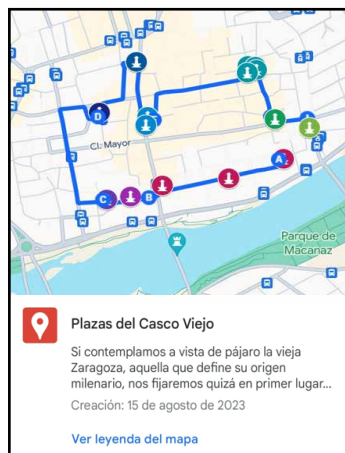 D
Cl. Mayor
A
C
B
Parque de
Macanaz
Plazas del Casco Viejo
Si contemplamos a vista de pájaro la vieja
Zaragoza, aquella que define su origen
milenario, nos fijaremos quizá en primer lugar...
Creación: 15 de agosto de 2023
Ver leyenda del mapa